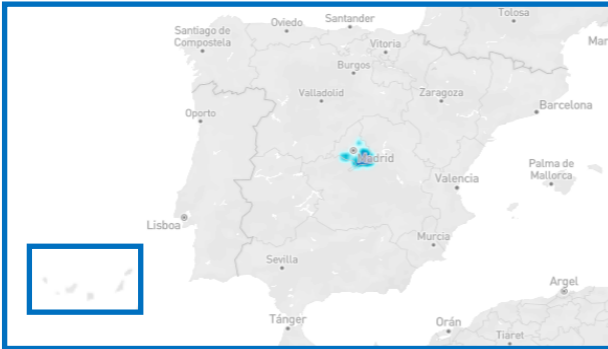 Tolosa
Santander
Oviedo
Santiago de
Compostela
Mar
Vitoria
Burgos
Valladolid
Zaragoza
Barcelona
Oporto
Madrid
Palma de
Mallorca
Valencia
Lisboa
Murcia
Sevilla
Argel
Tánger
Orán
Tiaret